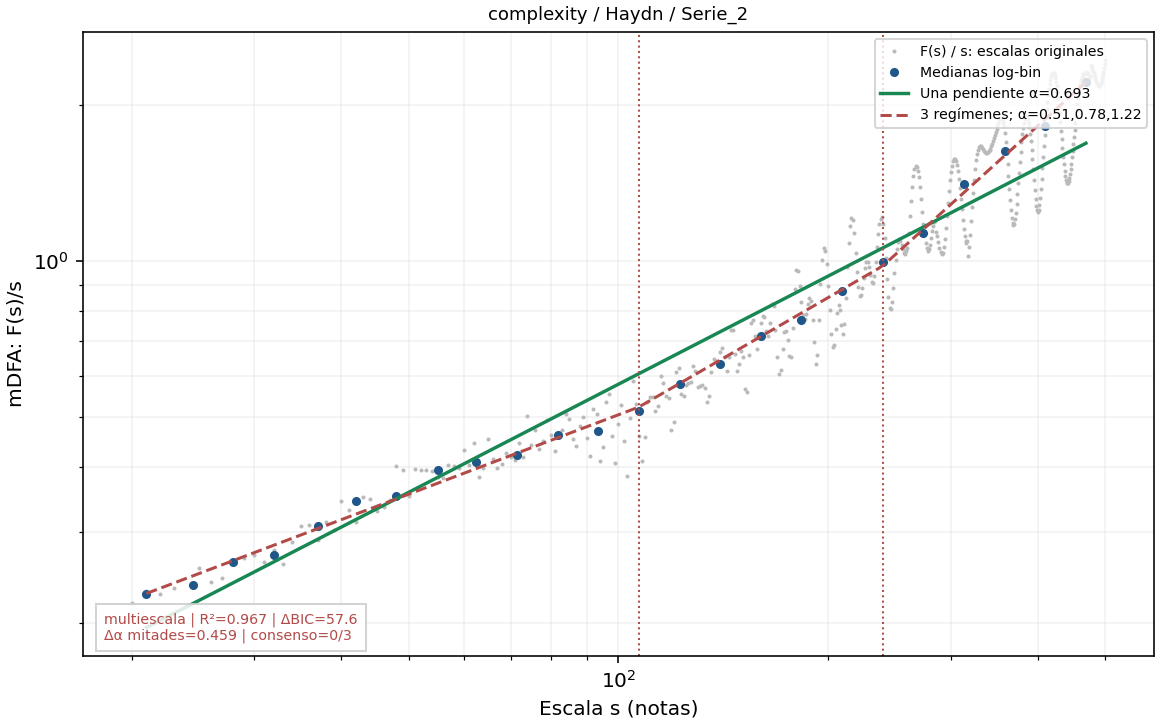 complexity / Haydn / Serie_2
F(s) / s: escalas originales
Medianas log-bin
Una pendiente α=0.693
3 regímenes; α=0.51,0.78,1.22
10⁰
mDFA: F(s)/s
multiescala | R²=0.967 | ΔBIC=57.6
Δα mitades=0.459 | consenso=0/3
10²
Escala s (notas)